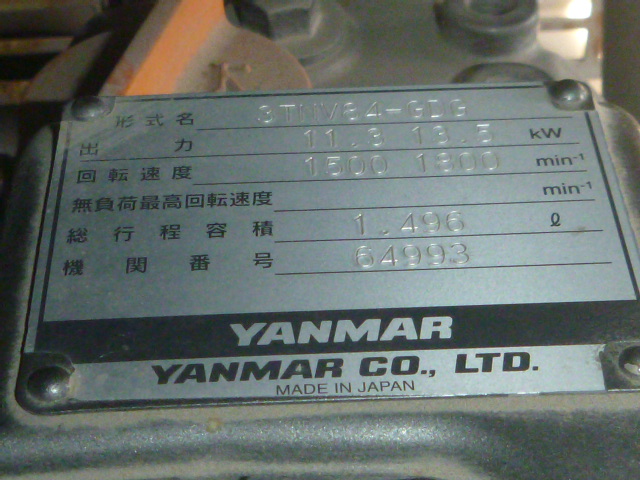 形式名 3TNV84-GDG
出力 11.3 13.5 kW
回転速度 1500 1800 min-1
無負荷最高回転速度 min-1
総行程容積 1.496 ℓ
機関番号 64993
YANMAR
YANMAR CO., LTD.
MADE IN JAPAN